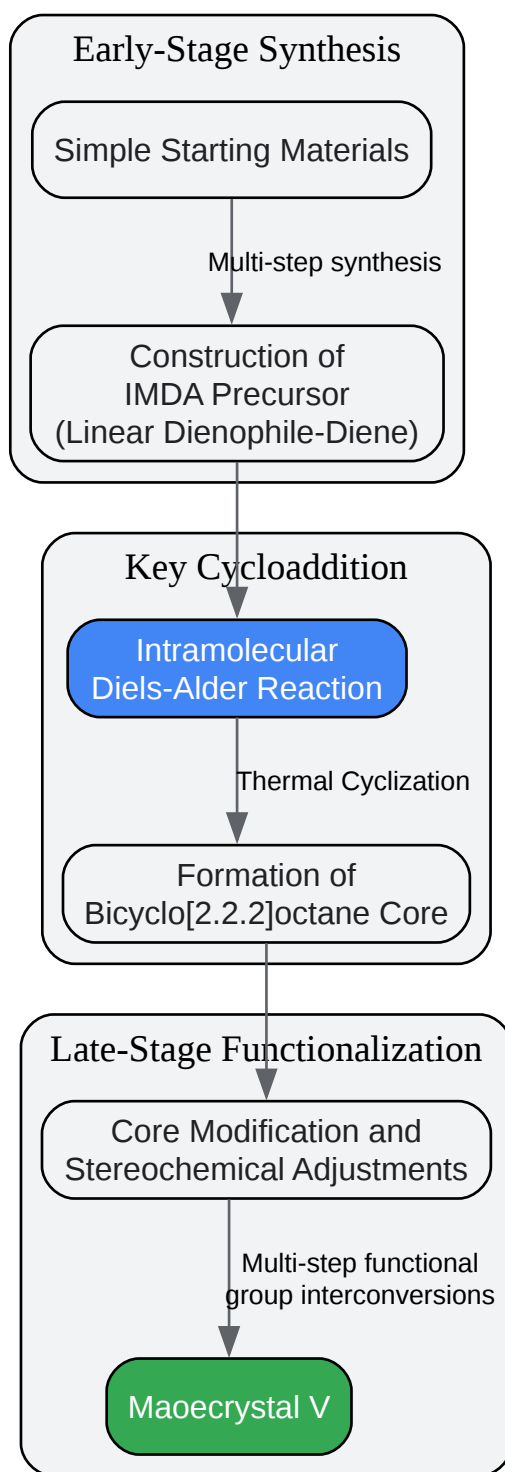 Early-Stage Synthesis
Simple Starting Materials
Multi-step synthesis
Construction of
IMDA Precursor
(Linear Dienophile-Diene)
Key Cycloaddition
Intramolecular
Diels-Alder Reaction
Thermal Cyclization
Formation of
Bicyclo[2.2.2]octane Core
Late-Stage Functionalization
Core Modification and
Stereochemical Adjustments
Multi-step functional
group interconversions
Maoecrystal V